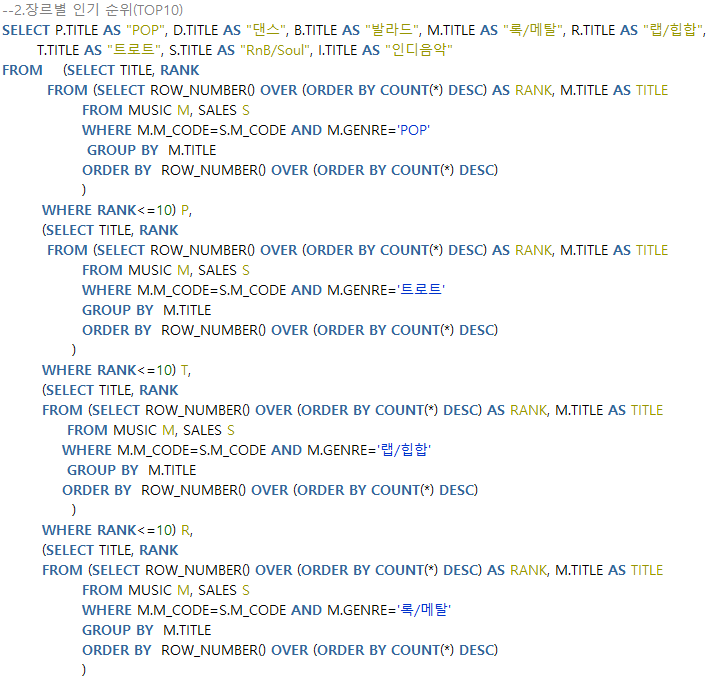 --2.장르별 인기 순위(TOP10)
SELECT P.TITLE AS "POP", D.TITLE AS "댄스", B.TITLE AS "발라드", M.TITLE AS "록/메탈", R.TITLE AS "랩/힙합",
T.TITLE AS "트로트", S.TITLE AS "RnB/Soul", I.TITLE AS "인디음악"
FROM (SELECT TITLE, RANK
FROM (SELECT ROW_NUMBER() OVER (ORDER BY COUNT(*) DESC) AS RANK, M.TITLE AS TITLE
FROM MUSIC M, SALES S
WHERE M.M_CODE=S.M_CODE AND M.GENRE='POP'
GROUP BY M.TITLE
ORDER BY ROW_NUMBER() OVER (ORDER BY COUNT(*) DESC)
)
WHERE RANK<=10) P,
(SELECT TITLE, RANK
FROM (SELECT ROW_NUMBER() OVER (ORDER BY COUNT(*) DESC) AS RANK, M.TITLE AS TITLE
FROM MUSIC M, SALES S
WHERE M.M_CODE=S.M_CODE AND M.GENRE='트로트'
GROUP BY M.TITLE
ORDER BY ROW_NUMBER() OVER (ORDER BY COUNT(*) DESC)
)
WHERE RANK<=10) T,
(SELECT TITLE, RANK
FROM (SELECT ROW_NUMBER() OVER (ORDER BY COUNT(*) DESC) AS RANK, M.TITLE AS TITLE
FROM MUSIC M, SALES S
WHERE M.M_CODE=S.M_CODE AND M.GENRE='랩/힙합'
GROUP BY M.TITLE
ORDER BY ROW_NUMBER() OVER (ORDER BY COUNT(*) DESC)
)
WHERE RANK<=10) R,
(SELECT TITLE, RANK
FROM (SELECT ROW_NUMBER() OVER (ORDER BY COUNT(*) DESC) AS RANK, M.TITLE AS TITLE
FROM MUSIC M, SALES S
WHERE M.M_CODE=S.M_CODE AND M.GENRE='록/메탈'
GROUP BY M.TITLE
ORDER BY ROW_NUMBER() OVER (ORDER BY COUNT(*) DESC)
)